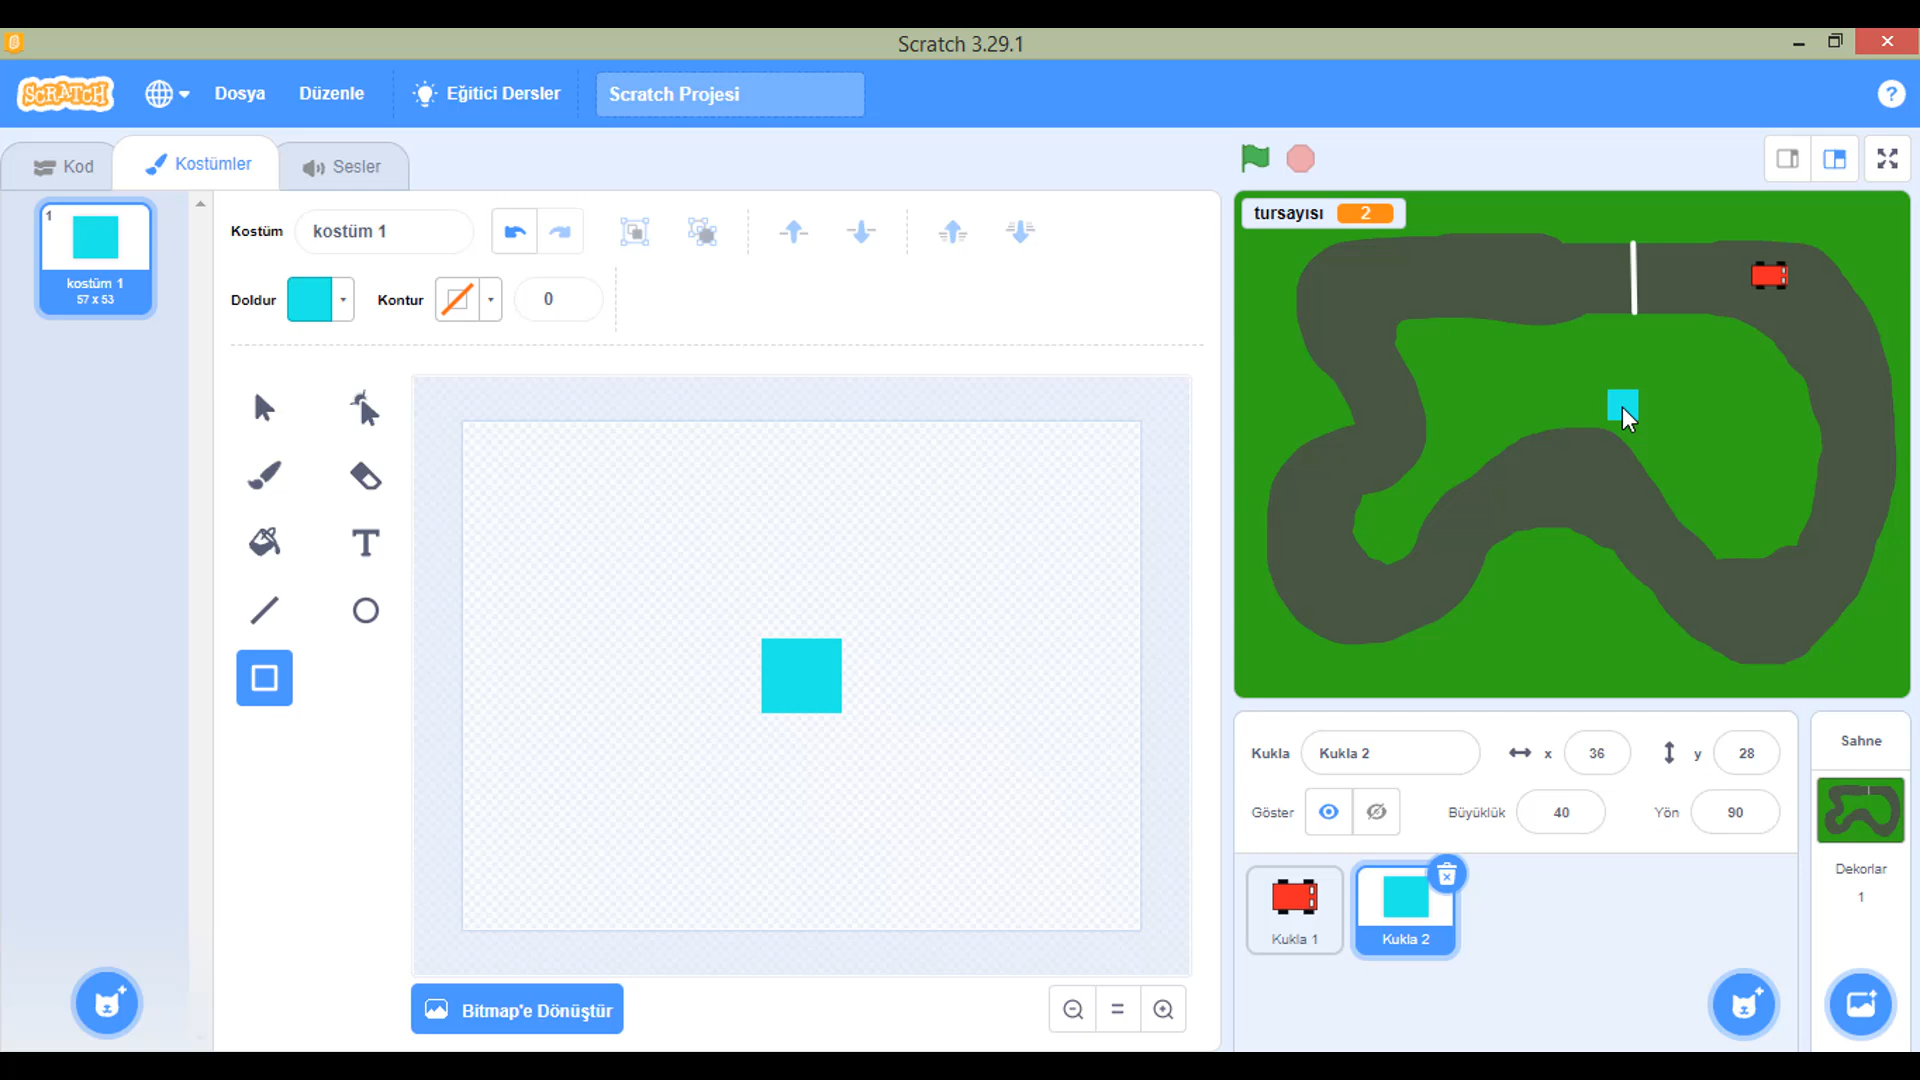 Scratch 3.29.1
SCRATCH
Dosya
Düzenle
Eğitici Dersler
Scratch Projesi
?
Kod
Kostümler
Sesler
1
kostüm 1
57 x 53
Kostüm
kostüm 1
Doldur
Kontur
0
T
Bitmap'e Dönüştür
tursayısı 2
Kukla
Kukla 2
x 36
y 28
Göster
Büyüklük 40
Yön 90
Kukla 1
Kukla 2
Sahne
Dekorlar
1